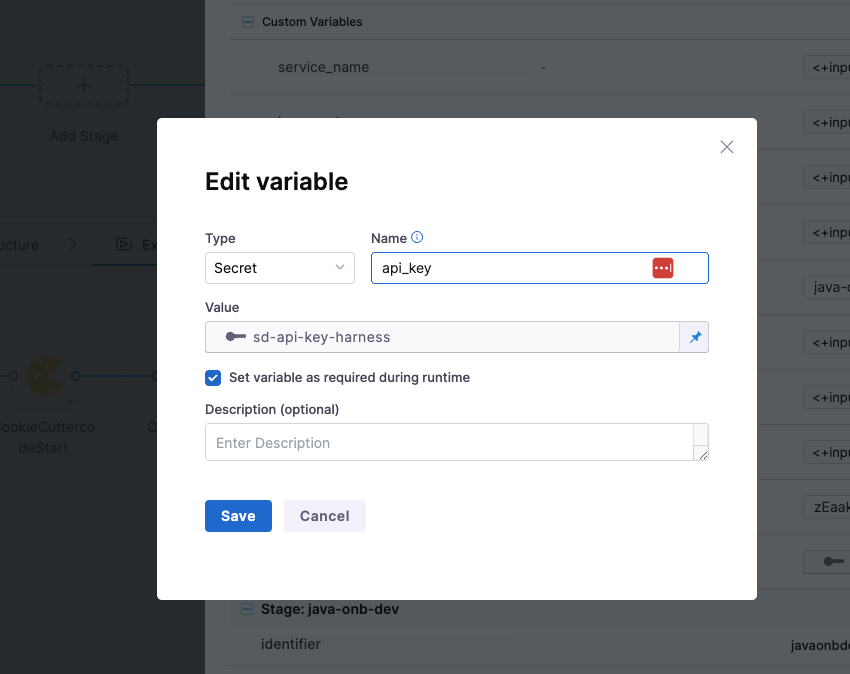 Custom Variables
service_name
-
<+inpu
Add Stage
<+inpu
Edit variable
<+inpu
Type
Name
<+inpu
ucture
Ex
Secret
api_key
java-o
Value
sd-api-key-harness
<+inpu
Set variable as required during runtime
<+inpu
Description (optional)
ookieCutterco
deStart
C
Enter Description
<+inpu
zEaak
Save
Cancel
Stage: java-onb-dev
identifier
javaonbde